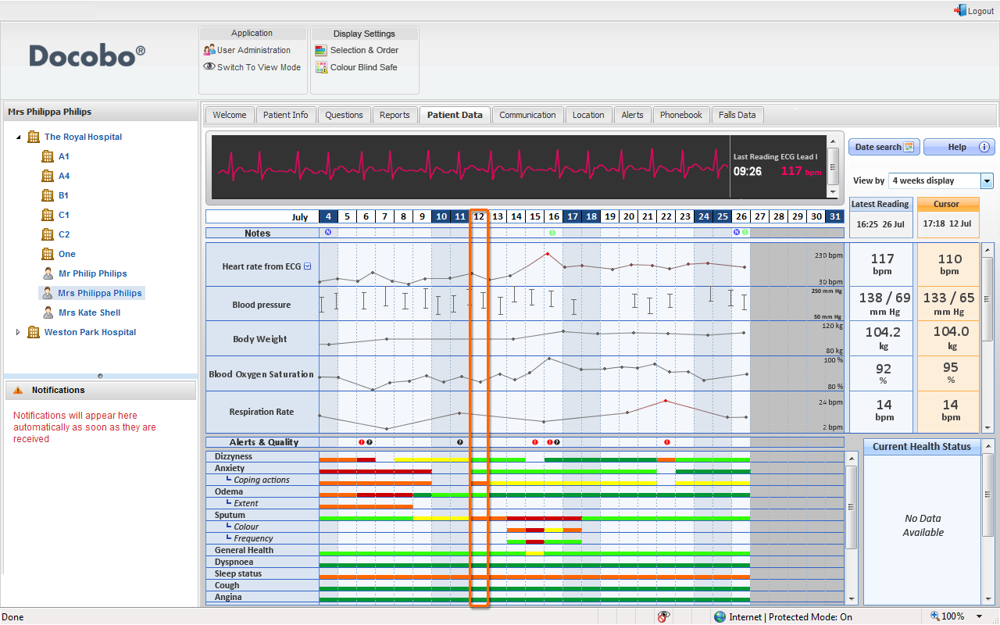 Logout
Docobo®
Application
User Administration
Switch To View Mode
Display Settings
Selection & Order
Colour Blind Safe
Mrs Philippa Philips
The Royal Hospital
A1
A4
B1
C1
C2
One
Mr Philip Philips
Mrs Philippa Philips
Mrs Kate Shell
Weston Park Hospital
Notifications
Notifications will appear here
automatically as soon as they are
received
Welcome Patient Info Questions Reports Patient Data Communication Location Alerts Phonebook Falls Data
Last Reading ECG Lead I
09:26 117 bpm
Date search Help
View by 4 weeks display
Latest Reading Cursor
16:25 26 Jul 17:18 12 Jul
July 4 5 6 7 8 9 10 11 12 13 14 15 16 17 18 19 20 21 22 23 24 25 26 27 28 29 30 31
Notes N N
Heart rate from ECG
230 bpm
30 bpm
117 bpm
110 bpm
Blood pressure
250 mm Hg
50 mm Hg
138 / 69 mm Hg
133 / 65 mm Hg
Body Weight
120 kg
80 kg
104.2 kg
104.0 kg
Blood Oxygen Saturation
100 %
80 %
92 %
95 %
Respiration Rate
24 bpm
2 bpm
14 bpm
14 bpm
Alerts & Quality ! ? ? ! ! ? !
Dizzyness
Anxiety
Coping actions
Odema
Extent
Sputum
Colour
Frequency
General Health
Dyspnoea
Sleep status
Cough
Angina
Current Health Status
No Data
Available
Done
Internet | Protected Mode: On
100%